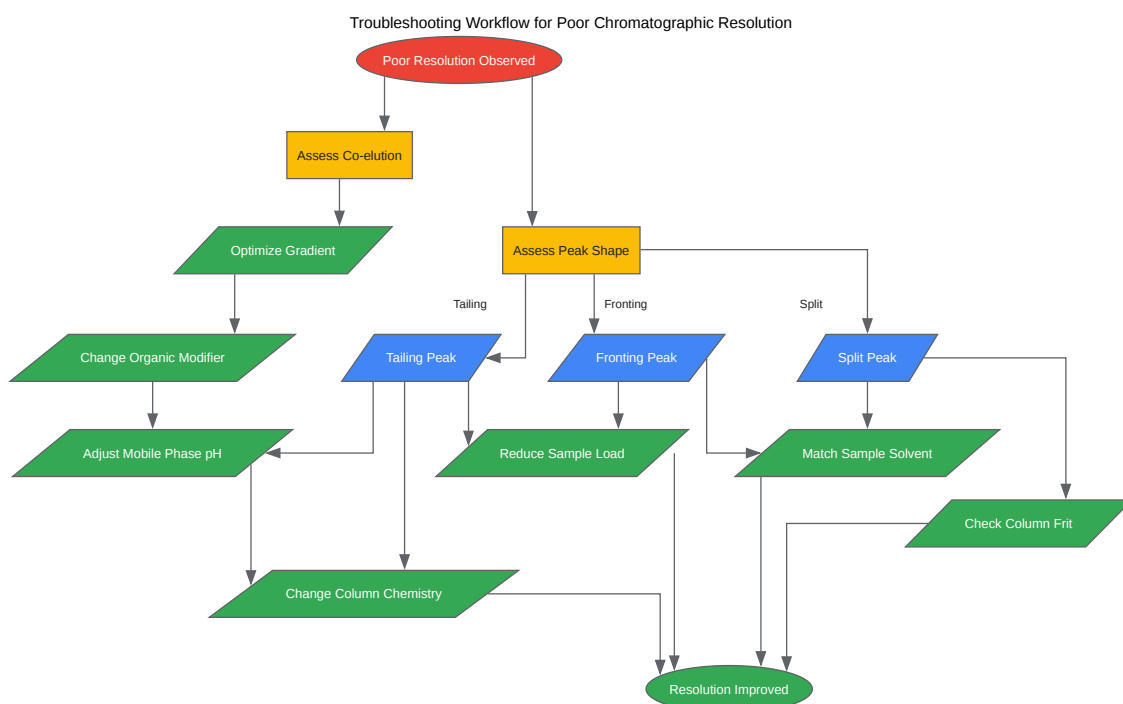 Troubleshooting Workflow for Poor Chromatographic Resolution
Poor Resolution Observed
Assess Co-elution
Optimize Gradient
Assess Peak Shape
Tailing
Fronting
Split
Change Organic Modifier
Tailing Peak
Fronting Peak
Split Peak
Adjust Mobile Phase pH
Reduce Sample Load
Match Sample Solvent
Check Column Frit
Change Column Chemistry
Resolution Improved